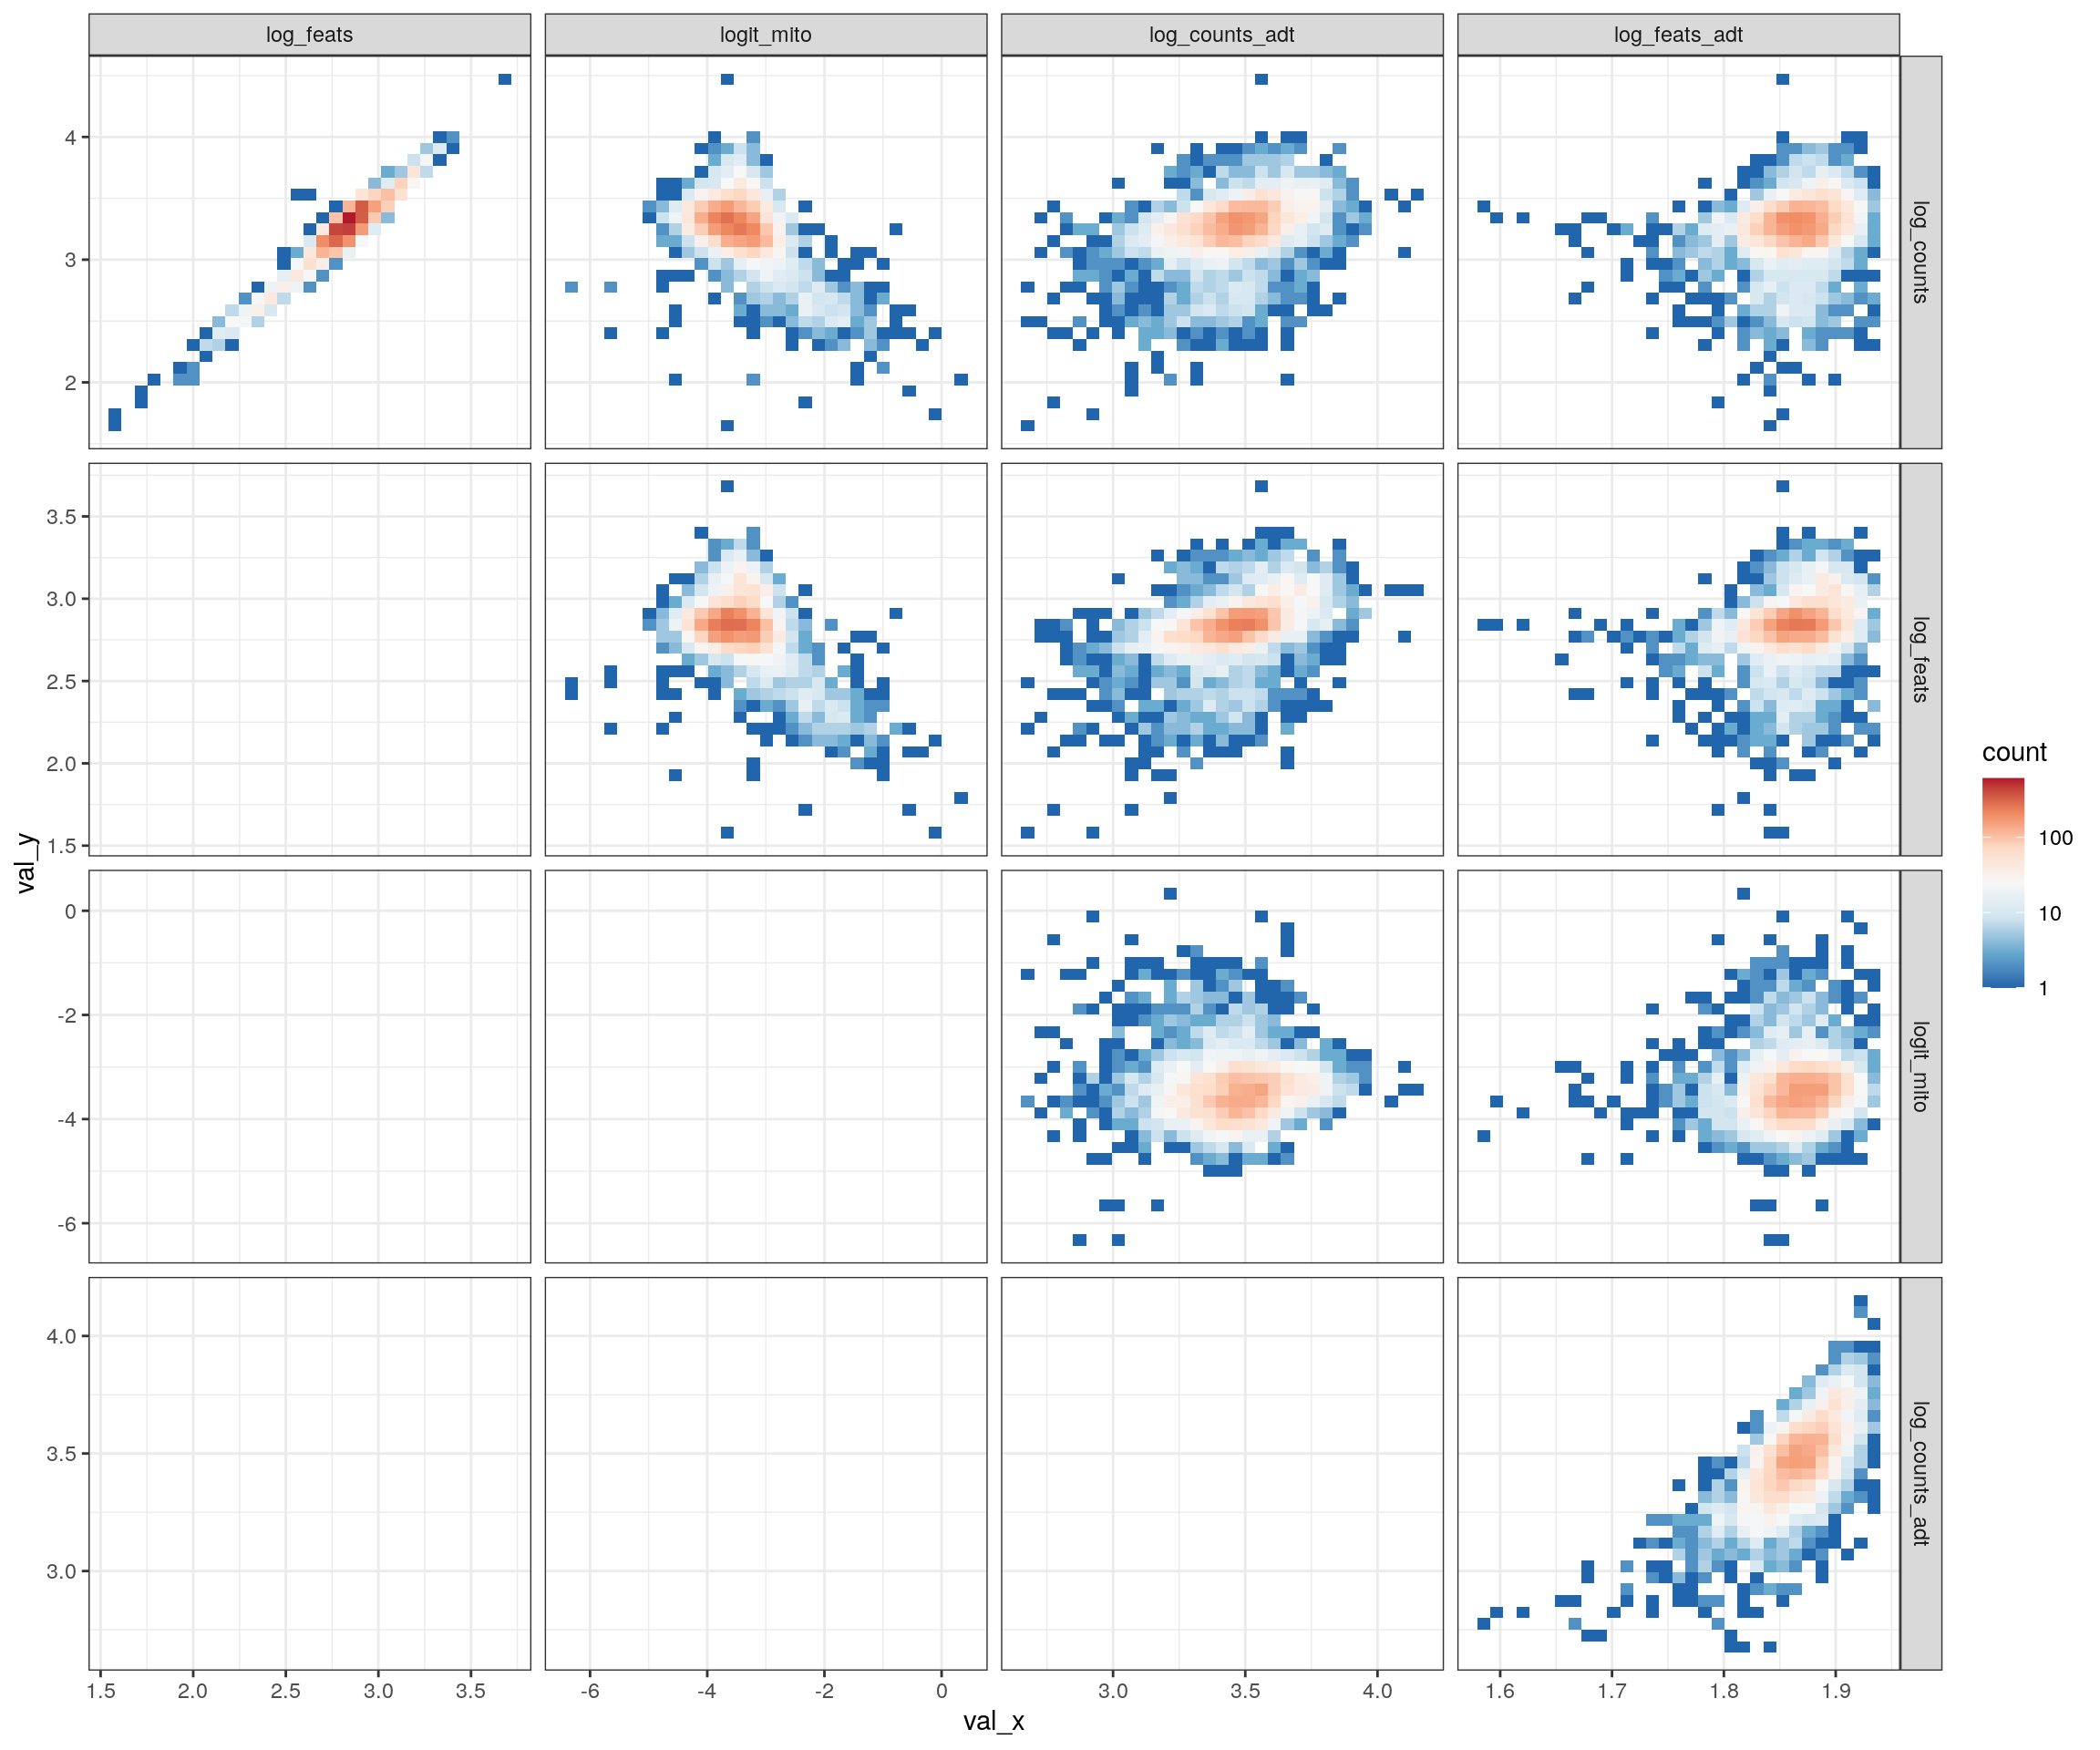 log_feats
logit_mito
log_counts_adt
log_feats_adt
4
3
2
log_counts
3.5
3.0
2.5
2.0
1.5
log_feats
val_y
0
-2
-4
-6
logit_mito
4.0
3.5
3.0
log_counts_adt
1.5 2.0 2.5 3.0 3.5
-6 -4 -2 0
3.0 3.5 4.0
1.6 1.7 1.8 1.9
val_x
count
100
10
1